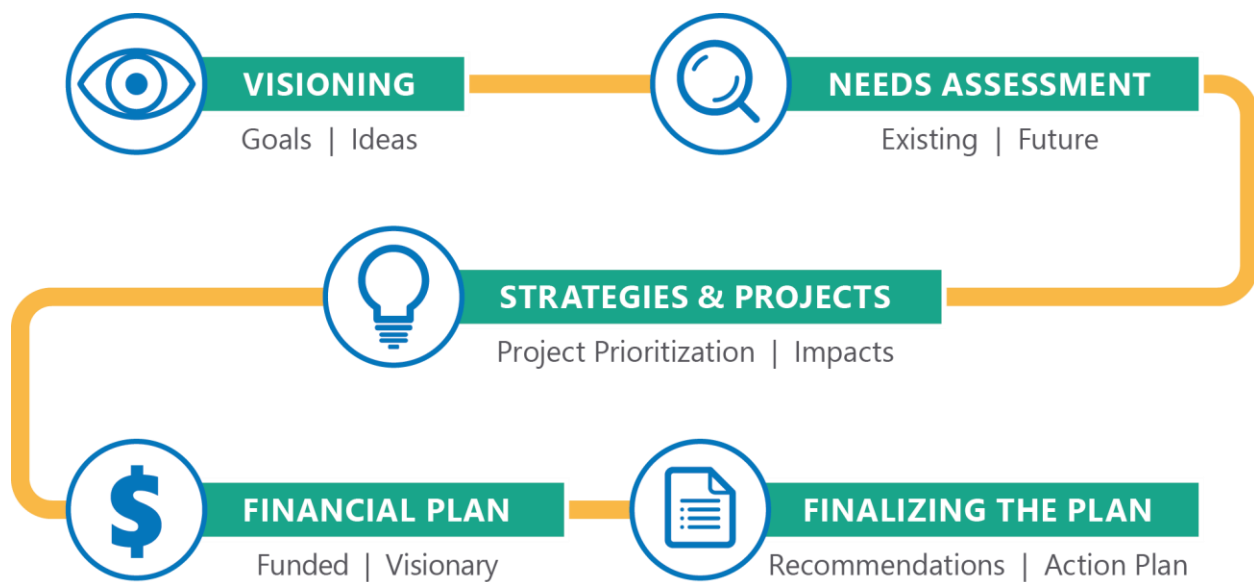 VISIONING
Goals | Ideas
NEEDS ASSESSMENT
Existing | Future
STRATEGIES & PROJECTS
Project Prioritization | Impacts
FINANCIAL PLAN
Funded | Visionary
FINALIZING THE PLAN
Recommendations | Action Plan